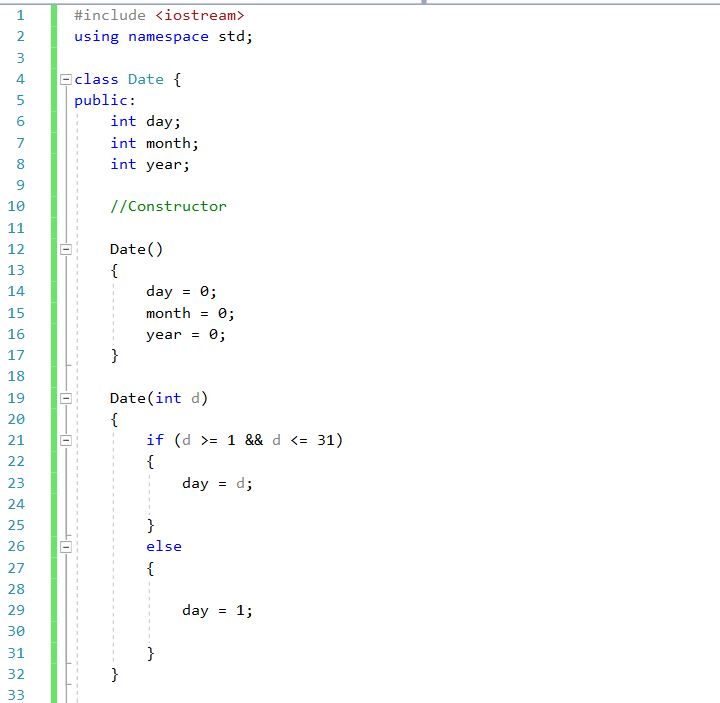 1 #include <iostream>
2 using namespace std;
3
4 class Date {
5 public:
6 int day;
7 int month;
8 int year;
9
10 //Constructor
11
12 Date()
13 {
14 day = 0;
15 month = 0;
16 year = 0;
17 }
18
19 Date(int d)
20 {
21 if (d >= 1 && d <= 31)
22 {
23 day = d;
24
25 }
26 else
27 {
28
29 day = 1;
30
31 }
32 }
33